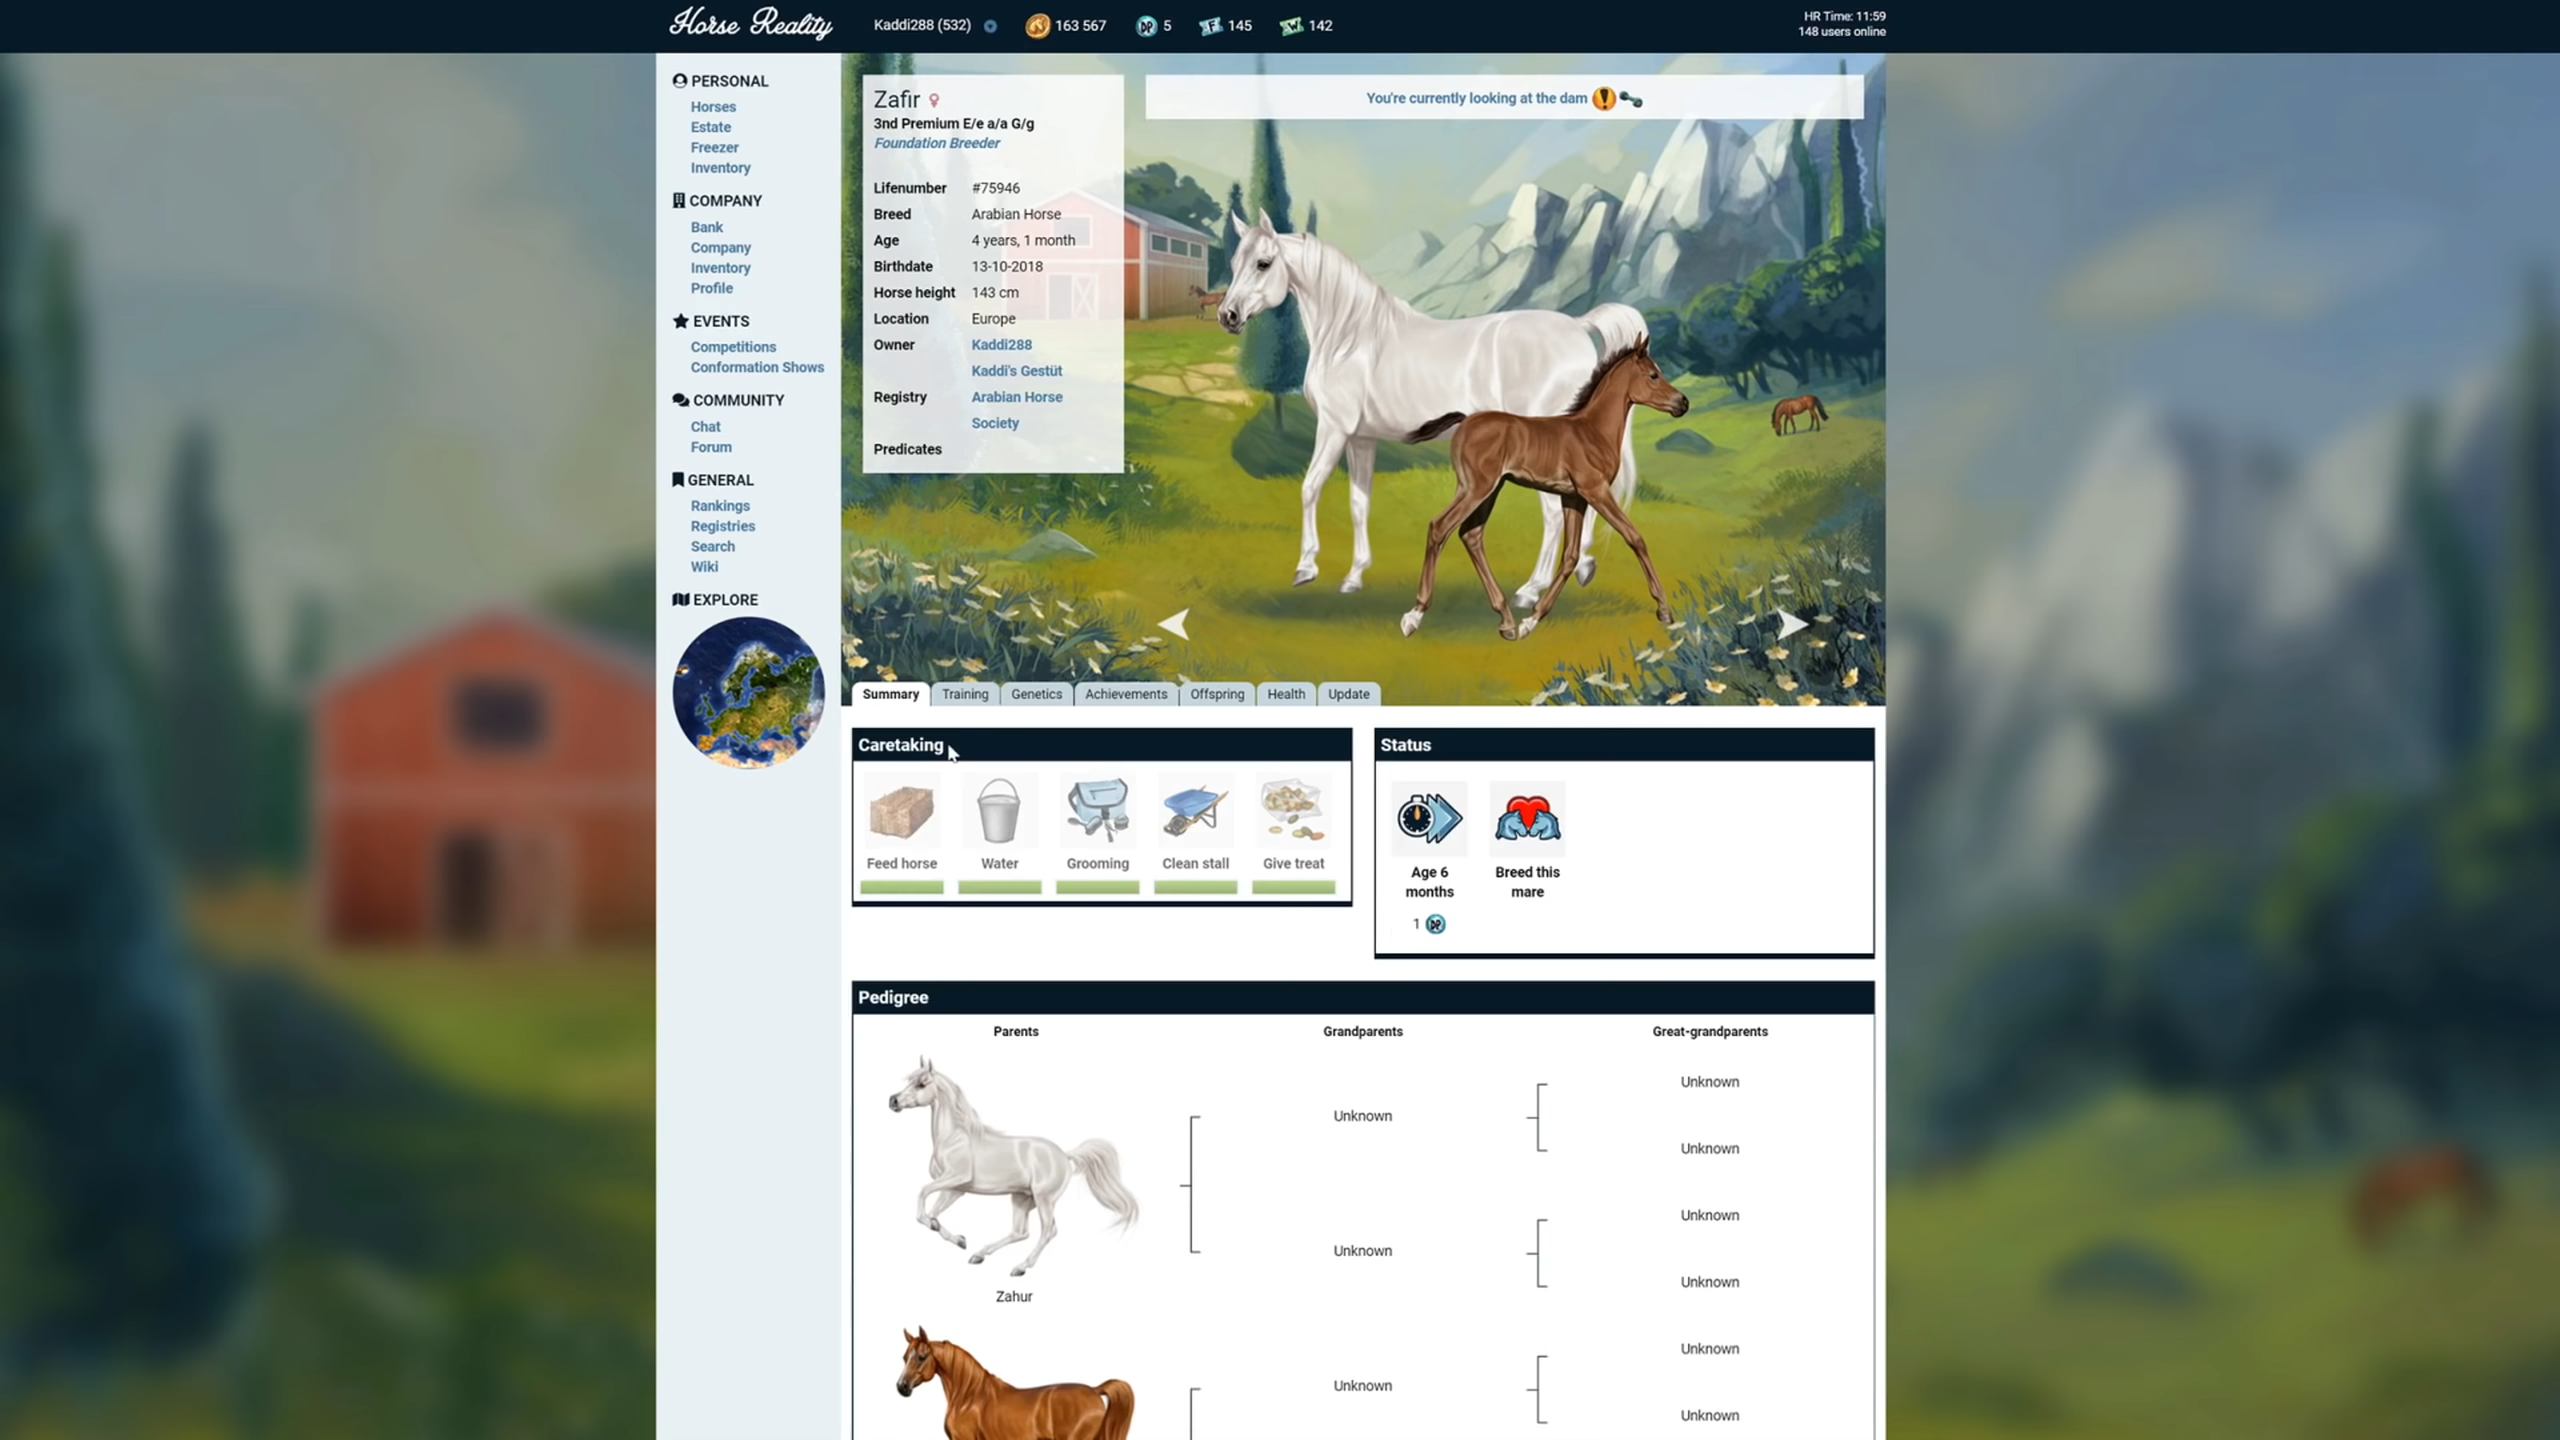 Horse Reality
Kaddi288 (532)
163 567
5
145
142
HR Time: 11:59
148 users online
PERSONAL
Horses
Estate
Freezer
Inventory
COMPANY
Bank
Company
Inventory
Profile
EVENTS
Competitions
Conformation Shows
COMMUNITY
Chat
Forum
GENERAL
Rankings
Registries
Search
Wiki
EXPLORE
Zafir
3nd Premium E/e a/a G/g
Foundation Breeder
Lifenumber #75946
Breed Arabian Horse
Age 4 years, 1 month
Birthdate 13-10-2018
Horse height 143 cm
Location Europe
Owner Kaddi288
Kaddi's Gestüt
Registry Arabian Horse
Society
Predicates
You're currently looking at the dam
Summary Training Genetics Achievements Offspring Health Update
Caretaking
Feed horse Water Grooming Clean stall Give treat
Status
Age 6
months
1 DP
Breed this
mare
Pedigree
Parents Grandparents Great-grandparents
Unknown
Unknown
Unknown
Unknown
Unknown
Unknown
Zahur
Unknown
Unknown
Unknown